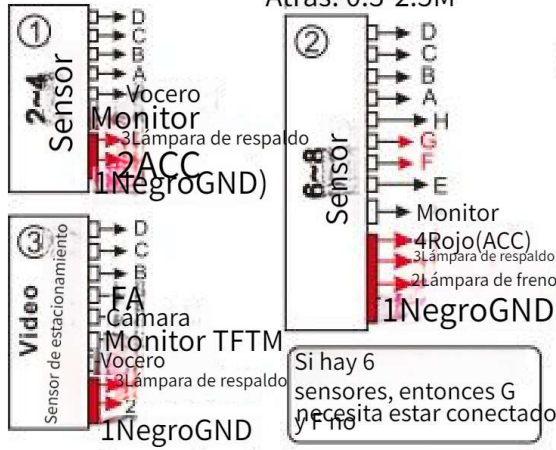 Atrás: 0.3-2.5M
①
2~4
Sensor
D
C
B
A
Vocero
Monitor
3Lámpara de respaldo
2ACC
1NegroGND)
②
6~8
Sensor
D
C
B
A
H
G
F
E
Monitor
4Rojo(ACC)
3Lámpara de respaldo
2Lámpara de freno
1NegroGND
③
Video
Sensor de estacionamiento
D
C
B
FA
Cámara
Monitor TFTM
Vocero
3Lámpara de respaldo
1NegroGND
Si hay 6
sensores, entonces G
necesita estar conectado
y F no